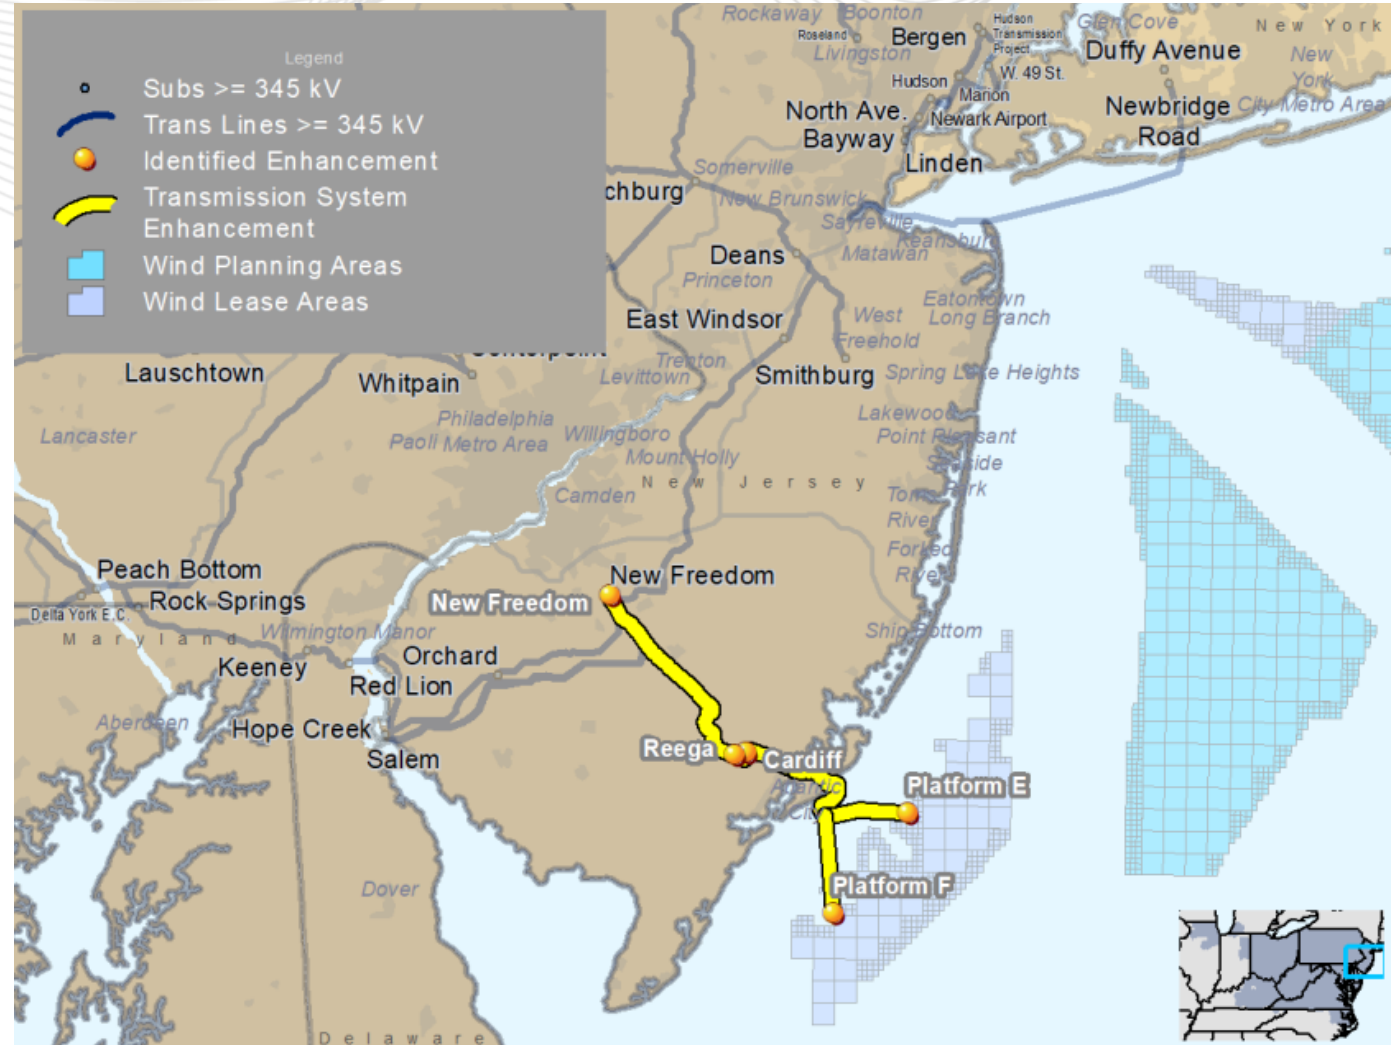 Legend
Subs >= 345 kV
Trans Lines >= 345 kV
Identified Enhancement
Transmission System
Enhancement
Wind Planning Areas
Wind Lease Areas
Rockaway
Boonton
Roseland
Livingston
Bergen
Hudson
Transmission
Project
Glen Cove
New York
Duffy Avenue
New
York
City Metro Area
W. 49 St.
Hudson
Marion
North Ave.
Newark Airport
Bayway
Newbridge
Road
Linden
Somerville
chburg
New Brunswick
Sayreville
Keansburg
Matawan
Deans
Princeton
Eatontown
Long Branch
West
Freehold
East Windsor
Trenton
Levittown
Smithburg
Spring Lake Heights
Lauschtown
Whitpain
Lakewood
Point Pleasant
Philadelphia
Paoli
Metro Area
Willingboro
Mount Holly
Lancaster
Seaside
Park
New Jersey
Camden
Toms
River
Forked
River
Peach Bottom
Rock Springs
Delta York E.C.
Maryland
Wilmington Manor
New Freedom
New Freedom
Ship Bottom
Keeney
Orchard
Red Lion
Aberdeen
Hope Creek
Salem
Reega
Cardiff
Atlantic
City
Platform E
Platform F
Dover
Delaware